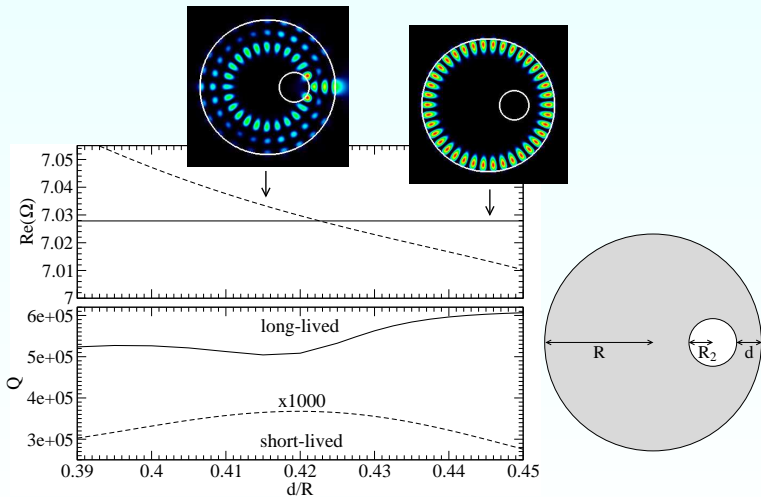 7.05
7.04
7.03
7.02
7.01
7
Re(Ω)
6e+05
5e+05
4e+05
3e+05
Q
long-lived
x1000
short-lived
0.39
0.4
0.41
0.42
0.43
0.44
0.45
d/R
R
R₂
d